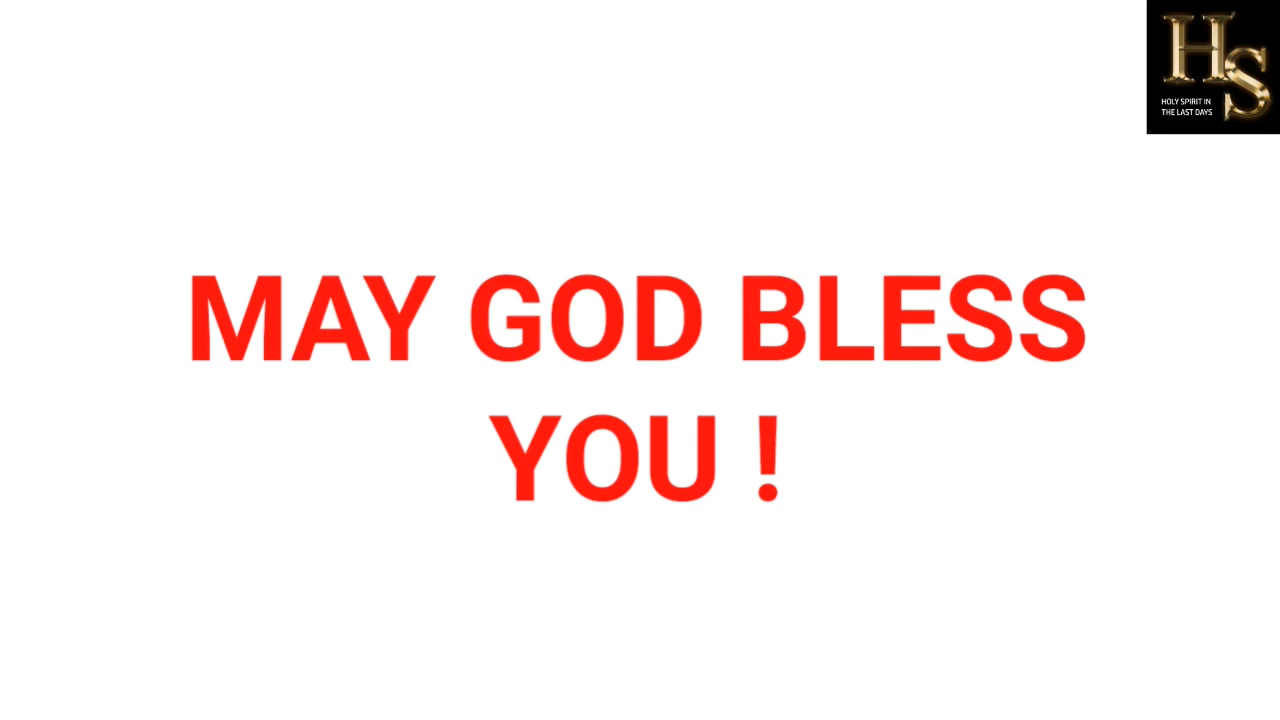 HS
HOLY SPIRIT IN
THE LAST DAYS
MAY GOD BLESS
YOU !